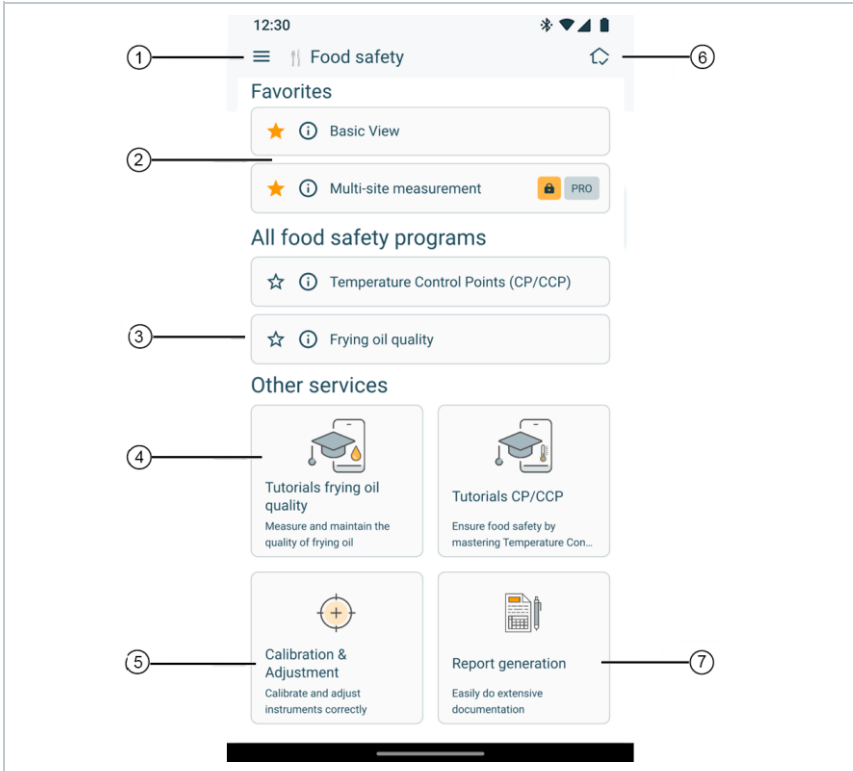 12:30
1
Food safety
6
Favorites
Basic View
2
Multi-site measurement PRO
All food safety programs
Temperature Control Points (CP/CCP)
3
Frying oil quality
Other services
4
Tutorials frying oil
quality
Measure and maintain the
quality of frying oil
Tutorials CP/CCP
Ensure food safety by
mastering Temperature Con...
5
Calibration &
Adjustment
Calibrate and adjust
instruments correctly
Report generation
Easily do extensive
documentation
7